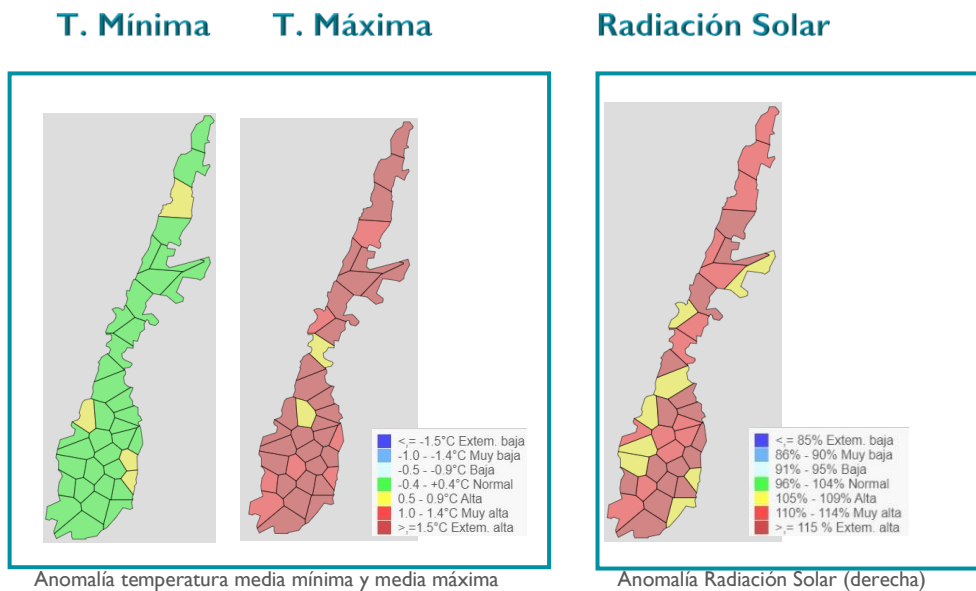 T. Mínima T. Máxima Radiación Solar
<,= -1.5°C Extem. baja
-1.0 - -1.4°C Muy baja
-0.5 - -0.9°C Baja
-0.4 - +0.4°C Normal
0.5 - 0.9°C Alta
1.0 - 1.4°C Muy alta
>,=1.5°C Extem. alta
<,= 85% Extem. baja
86% - 90% Muy baja
91% - 95% Baja
96% - 104% Normal
105% - 109% Alta
110% - 114% Muy alta
>,= 115 % Extem. alta
Anomalía temperatura media mínima y media máxima
Anomalía Radiación Solar (derecha)